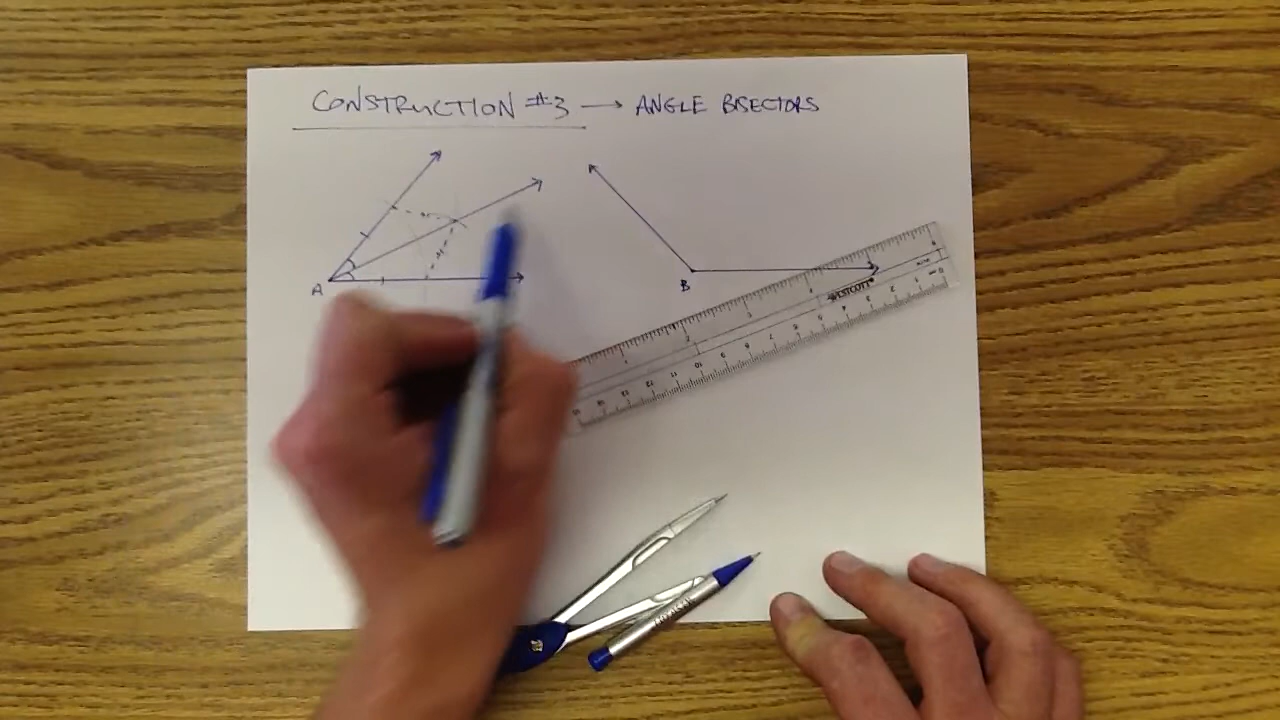 CONSTRUCTION #3 → ANGLE BISECTORS
A
B
WESTCOTT